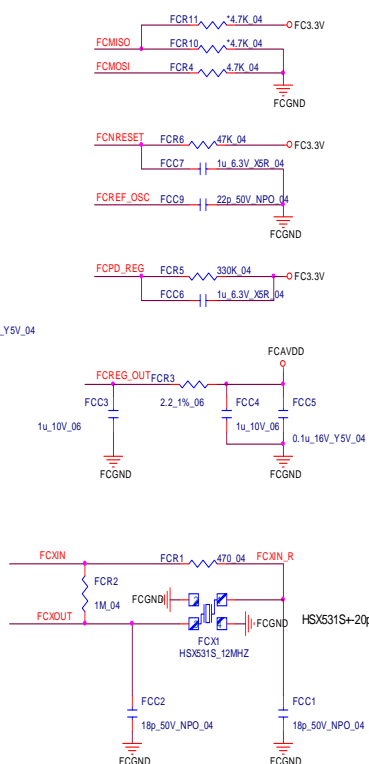 FCR11 *4.7K_04 FC3.3V
FCMISO FCR10 *4.7K_04
FCMOSI FCR4 4.7K_04
FCGND
FCNRESET FCR6 47K_04 FC3.3V
FCC7 1u_6.3V_X5R_04
FCREF_OSC FCC9 22p_50V_NPO_04
FCGND
FCPD_REG FCR5 330K_04 FC3.3V
FCC6 1u_6.3V_X5R_04
_Y5V_04
FCAVDD
FCREG_OUT FCR3
FCC3 2.2_1%_06 FCC4 FCC5
1u_10V_06 1u_10V_06
0.1u_16V_Y5V_04
FCGND FCGND
FCXIN FCR1 470_04 FCXIN_R
FCR2
FCGND
1M_04
FCXOUT FCGND HSX531S+-20p
FCX1
HSX531S_12MHZ
FCC2 FCC1
18p_50V_NPO_04 18p_50V_NPO_04
FCGND FCGND